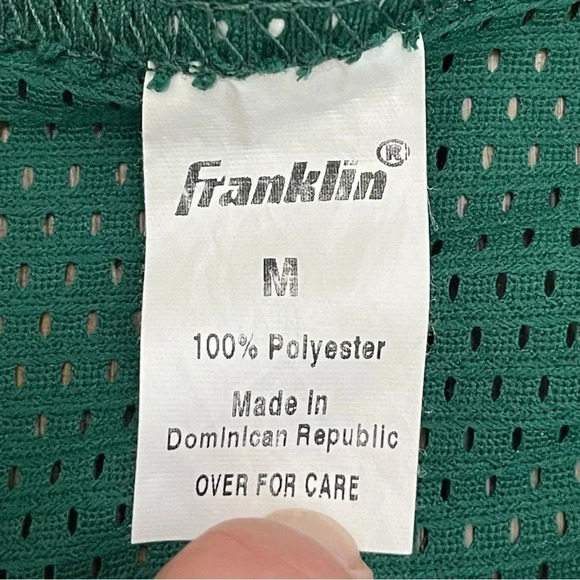 Franklin®
M
100% Polyester
Made in
Dominican Republic
OVER FOR CARE